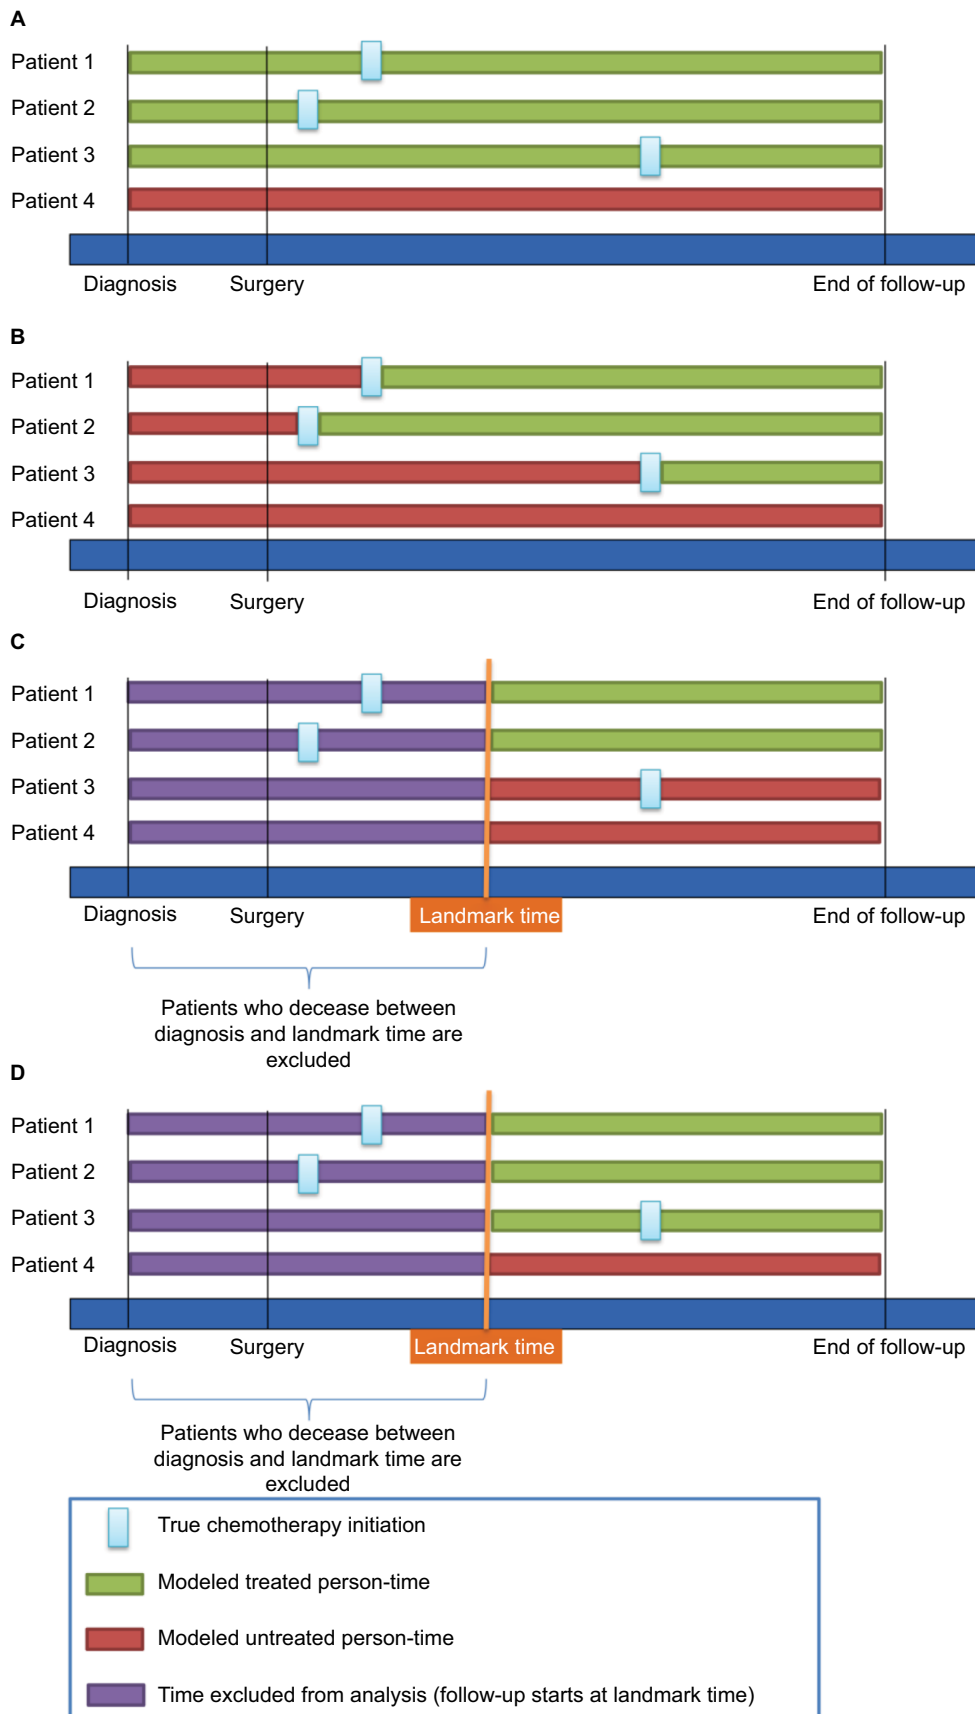 A
Patient 1
Patient 2
Patient 3
Patient 4
Diagnosis Surgery End of follow-up
B
Patient 1
Patient 2
Patient 3
Patient 4
Diagnosis Surgery End of follow-up
C
Patient 1
Patient 2
Patient 3
Patient 4
Diagnosis Surgery Landmark time End of follow-up
Patients who decease between
diagnosis and landmark time are
excluded
D
Patient 1
Patient 2
Patient 3
Patient 4
Diagnosis Surgery Landmark time End of follow-up
Patients who decease between
diagnosis and landmark time are
excluded
True chemotherapy initiation
Modeled treated person-time
Modeled untreated person-time
Time excluded from analysis (follow-up starts at landmark time)